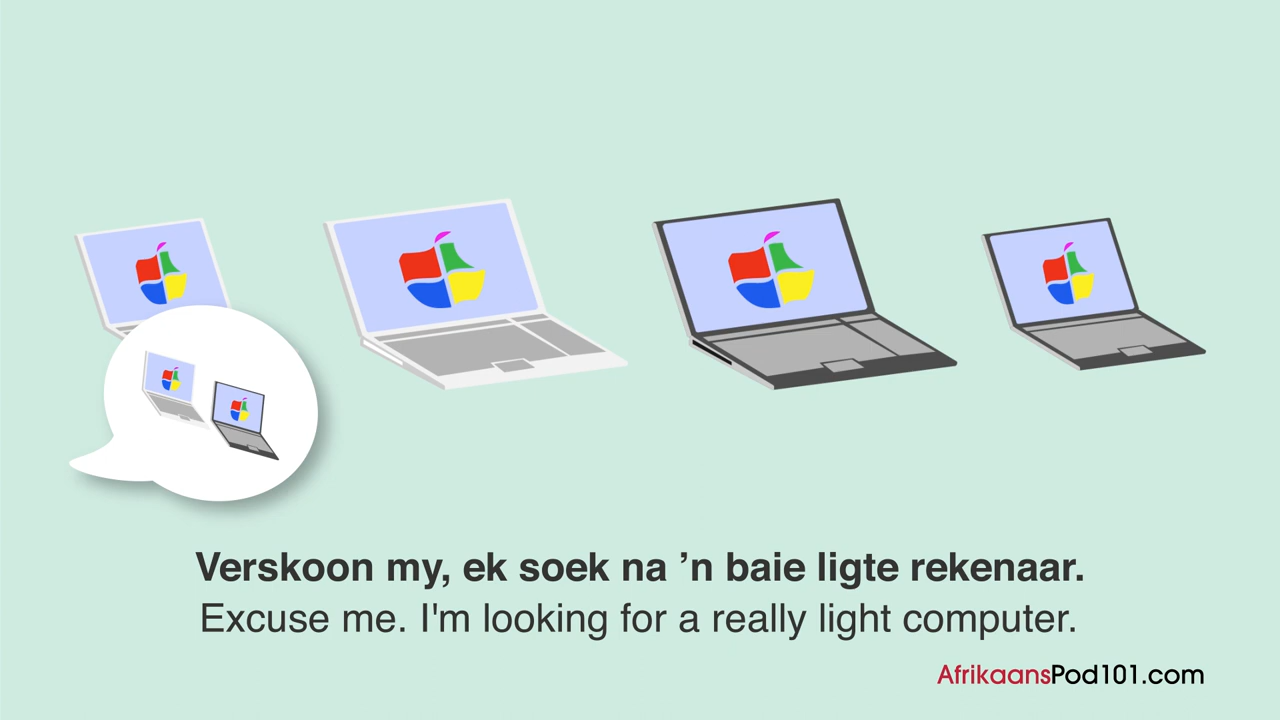 Verskoon my, ek soek na ’n baie ligte rekenaar.
Excuse me. I'm looking for a really light computer.
AfrikaansPod101.com